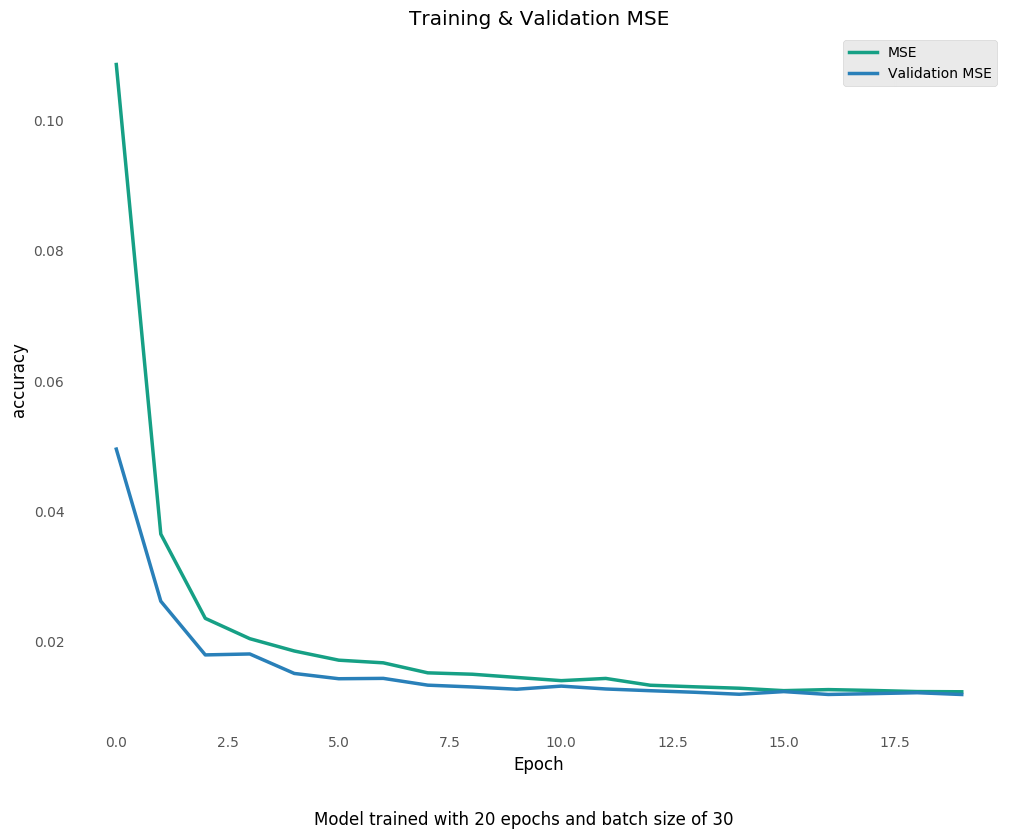 Training & Validation MSE
MSE
Validation MSE
0.10
0.08
0.06
0.04
0.02
accuracy
0.0 2.5 5.0 7.5 10.0 12.5 15.0 17.5
Epoch
Model trained with 20 epochs and batch size of 30